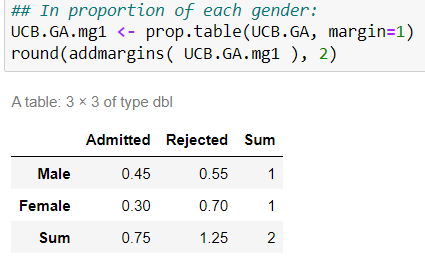 ## In proportion of each gender:
UCB.GA.mg1 <- prop.table(UCB.GA, margin=1)
round(addmargins( UCB.GA.mg1 ), 2)
A table: 3 × 3 of type dbl
Admitted Rejected Sum
Male 0.45 0.55 1
Female 0.30 0.70 1
Sum 0.75 1.25 2